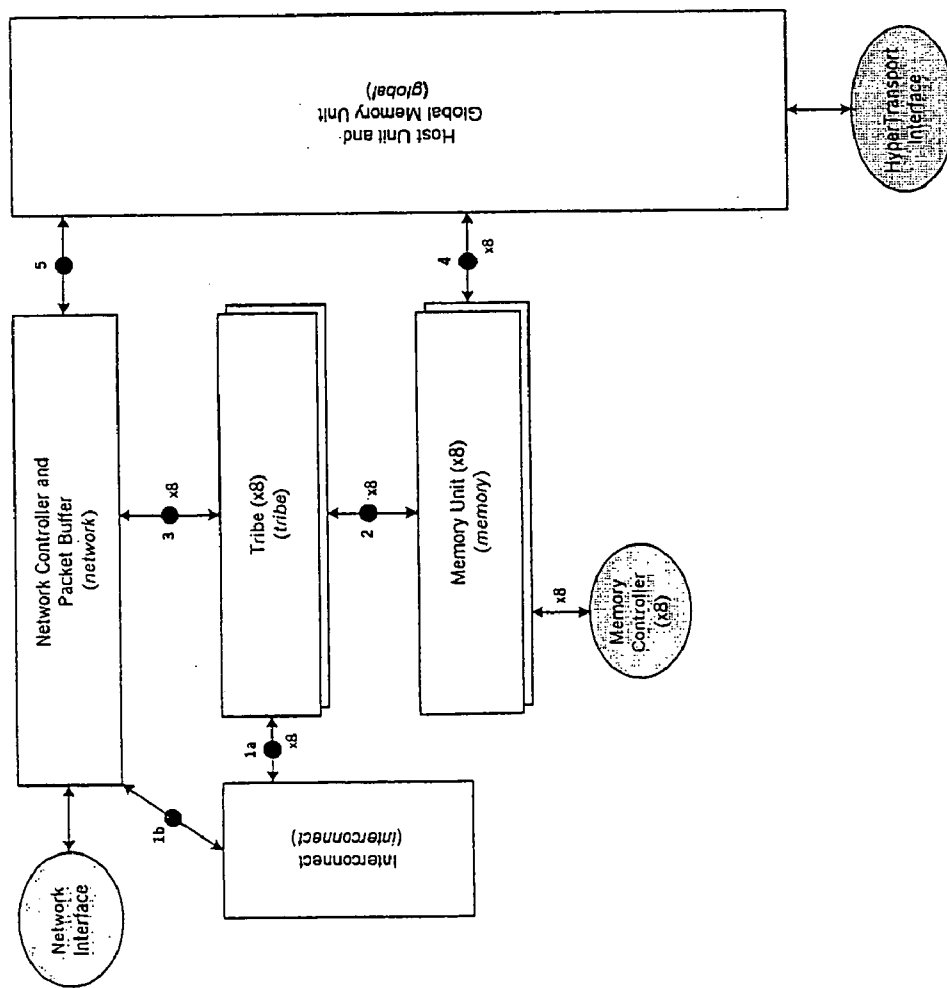 Network
Interface
1b
Network Controller and
Packet Buffer
(network)
5
Host Unit and
Global Memory Unit
(global)
3
x8
Interconnect
(interconnect)
1a
x8
Tribe (x8)
(tribe)
2
x8
Memory Unit (x8)
(memory)
4
x8
x8
Memory
Controller
(x8)
HyperTransport
Interface